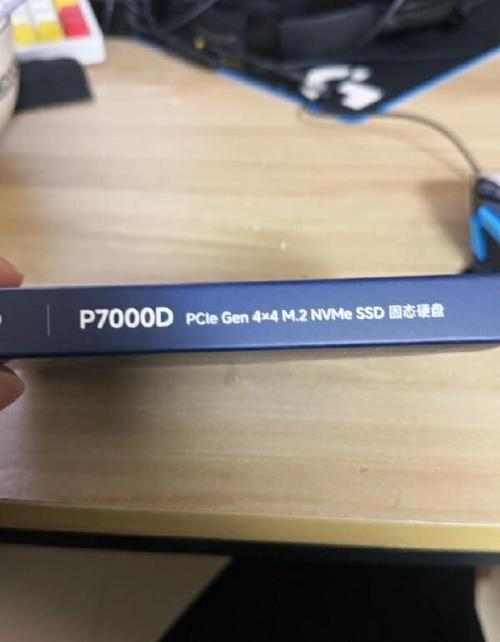 P7000D PCIe Gen 4×4 M.2 NVMe SSD 固态硬盘